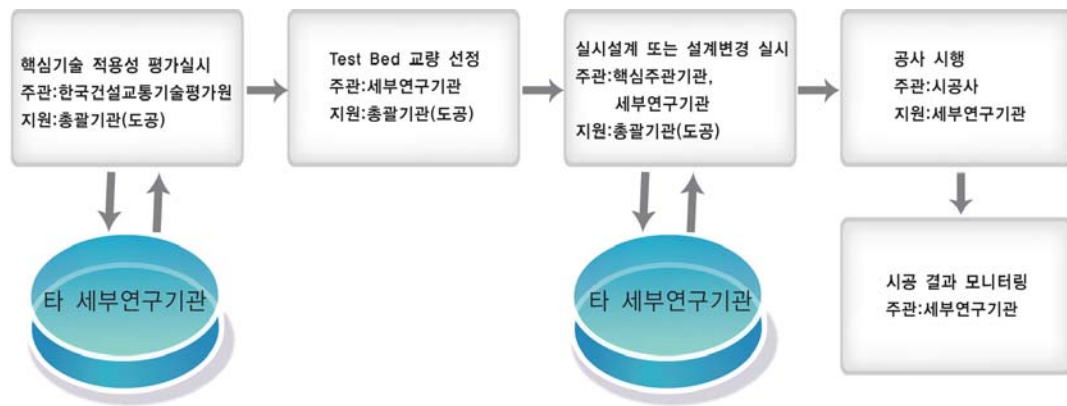 핵심기술 적용성 평가실시
주관:한국건설교통기술평가원
지원:총괄기관(도공)
Test Bed 교량 선정
주관:세부연구기관
지원:총괄기관(도공)
실시설계 또는 설계변경 실시
주관:핵심주관기관,
세부연구기관
지원:총괄기관(도공)
공사 시행
주관:시공사
지원:세부연구기관
타 세부연구기관
타 세부연구기관
시공 결과 모니터링
주관:세부연구기관